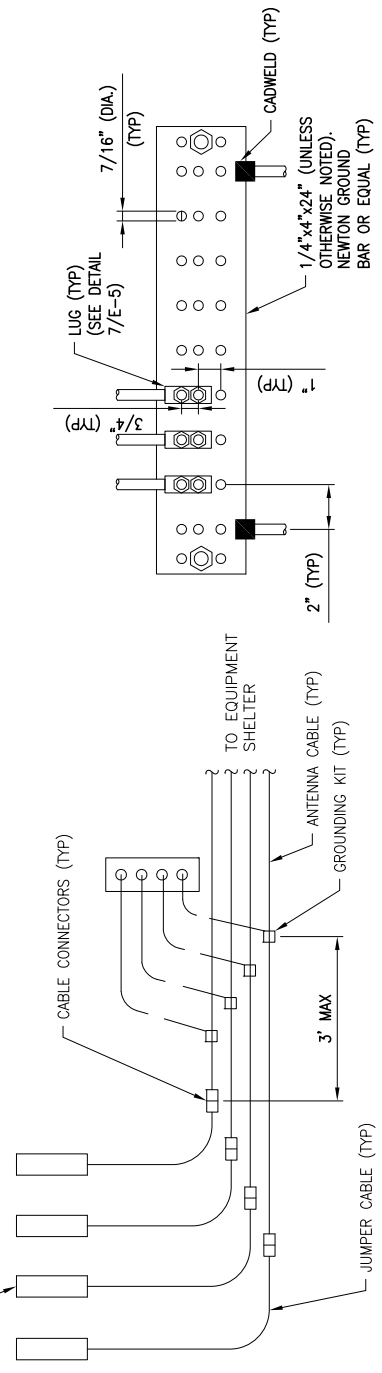 CABLE CONNECTORS (TYP)
TO EQUIPMENT
SHELTER
ANTENNA CABLE (TYP)
GROUNDING KIT (TYP)
3' MAX
JUMPER CABLE (TYP)
LUG (TYP)
(SEE DETAIL
7/E-5)
7/16" (DIA.)
(TYP)
3/4" (TYP)
1" (TYP)
2" (TYP)
CADWELD (TYP)
1/4"x4"x24" (UNLESS
OTHERWISE NOTED).
NEWTON GROUND
BAR OR EQUAL (TYP)